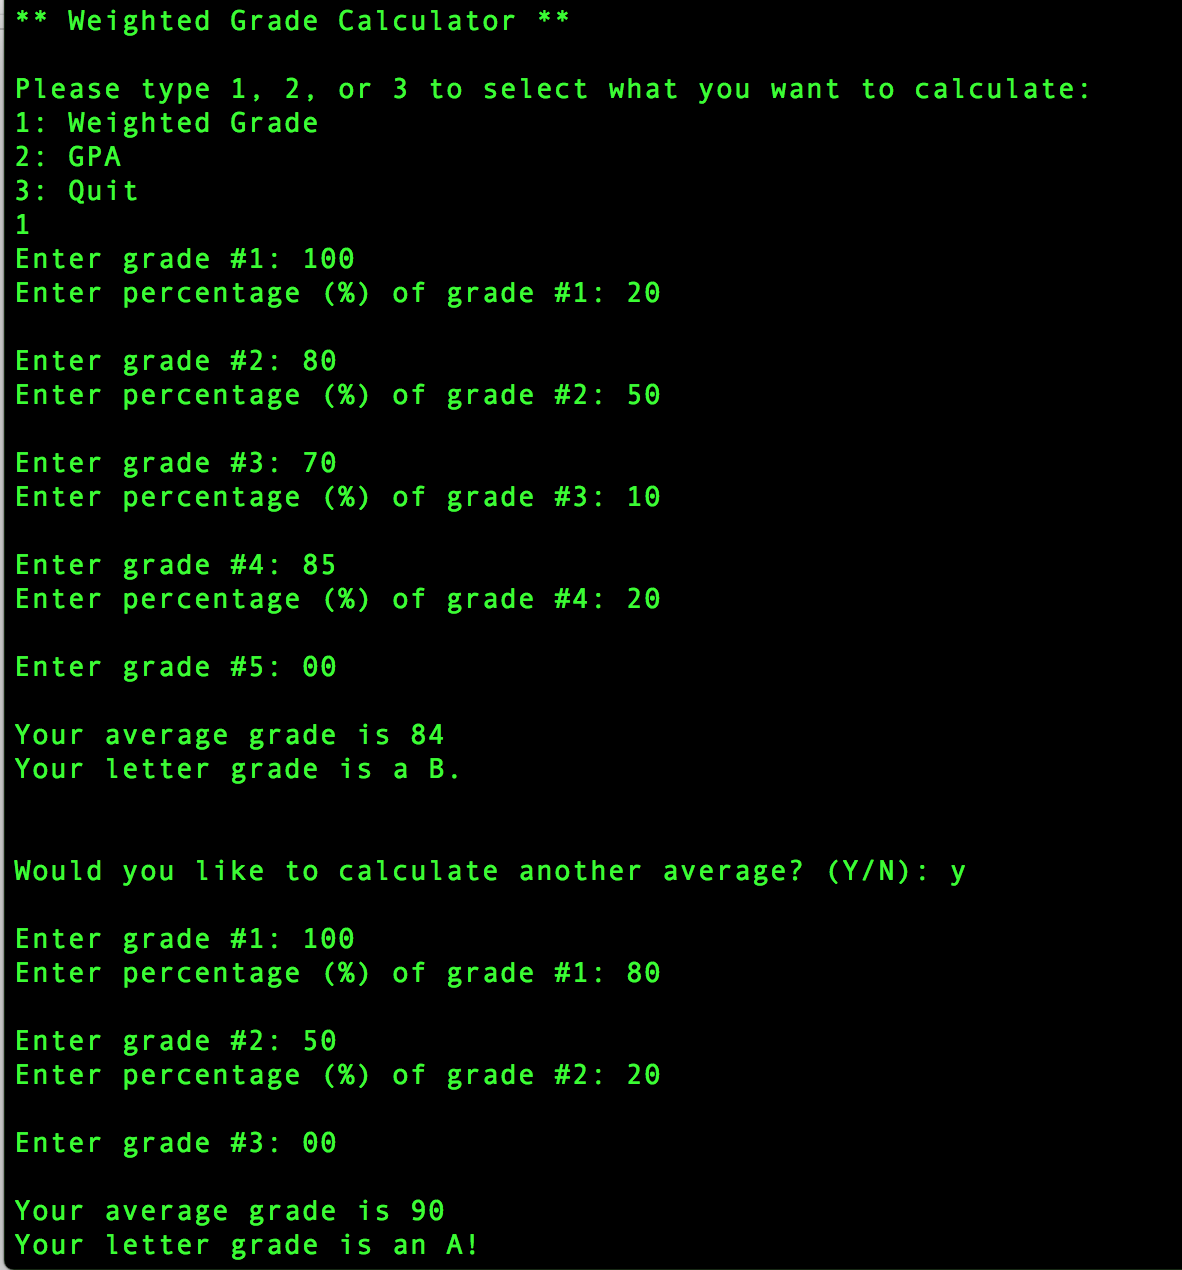 ** Weighted Grade Calculator **
Please type 1, 2, or 3 to select what you want to calculate:
1: Weighted Grade
2: GPA
3: Quit
1
Enter grade #1: 100
Enter percentage (%) of grade #1: 20
Enter grade #2: 80
Enter percentage (%) of grade #2: 50
Enter grade #3: 70
Enter percentage (%) of grade #3: 10
Enter grade #4: 85
Enter percentage (%) of grade #4: 20
Enter grade #5: 00
Your average grade is 84
Your letter grade is a B.
Would you like to calculate another average? (Y/N): y
Enter grade #1: 100
Enter percentage (%) of grade #1: 80
Enter grade #2: 50
Enter percentage (%) of grade #2: 20
Enter grade #3: 00
Your average grade is 90
Your letter grade is an A!